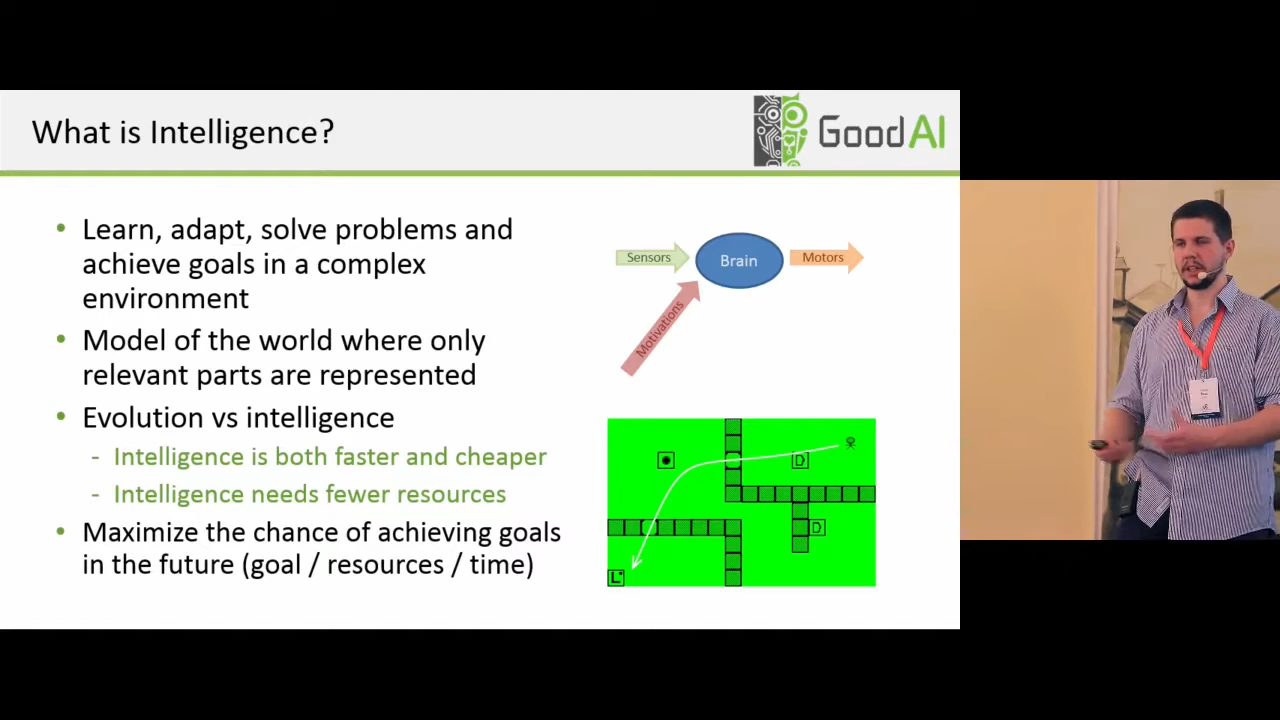 What is Intelligence?
GoodAI
• Learn, adapt, solve problems and
achieve goals in a complex
environment
• Model of the world where only
relevant parts are represented
• Evolution vs intelligence
- Intelligence is both faster and cheaper
- Intelligence needs fewer resources
• Maximize the chance of achieving goals
in the future (goal / resources / time)
Sensors
Brain
Motors
Motivations
D
D
L